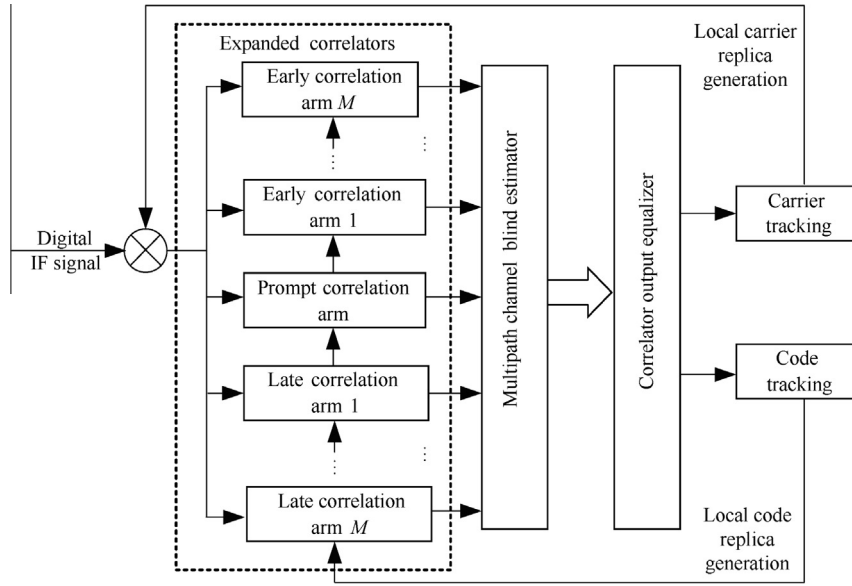 Expanded correlators
Early correlation
arm M
Early correlation
arm 1
Prompt correlation
arm
Late correlation
arm 1
Late correlation
arm M
Digital
IF signal
Multipath channel blind estimator
Correlator output equalizer
Local carrier
replica
generation
Carrier
tracking
Code
tracking
Local code
replica
generation